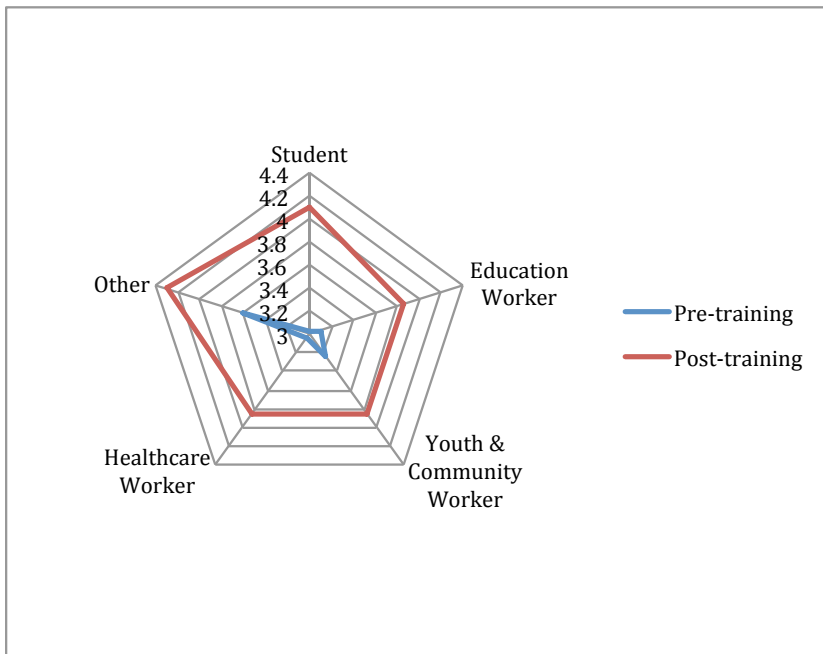 Student
4.4
4.2
4
3.8
3.6
3.4
3.2
3
Education
Worker
Youth &
Community
Worker
Healthcare
Worker
Other
Pre-training
Post-training